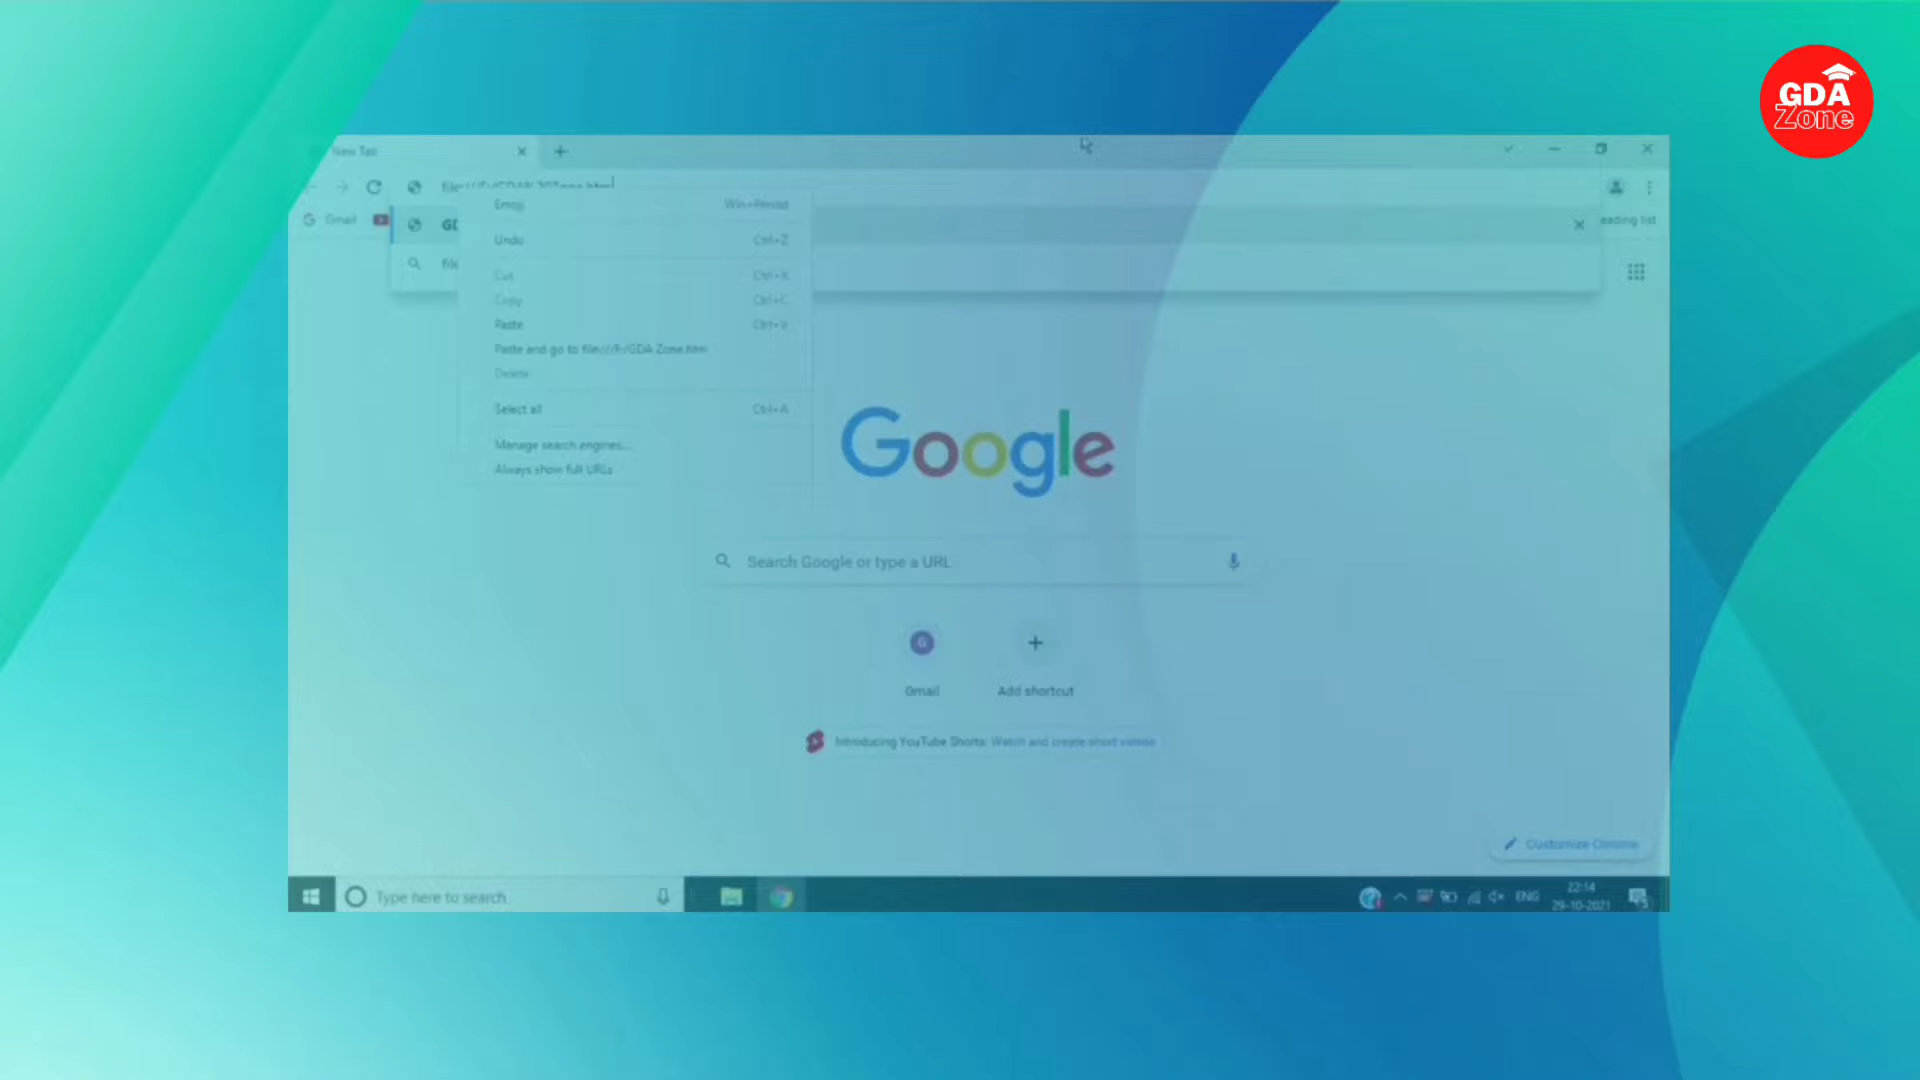 GDA
Zone
New Tab
Gmail
eading list
GD
file
Emoji Win+Period
Undo Ctrl+Z
Cut Ctrl+X
Copy Ctrl+C
Paste Ctrl+V
Paste and go to file:///F:/GDA Zone.htm
Delete
Select all Ctrl+A
Manage search engines...
Always show full URLs
Google
Search Google or type a URL
G
Gmail
Add shortcut
Introducing YouTube Shorts: Watch and create short videos
Customize Chrome
Type here to search
ENG
22:14
29-10-2021